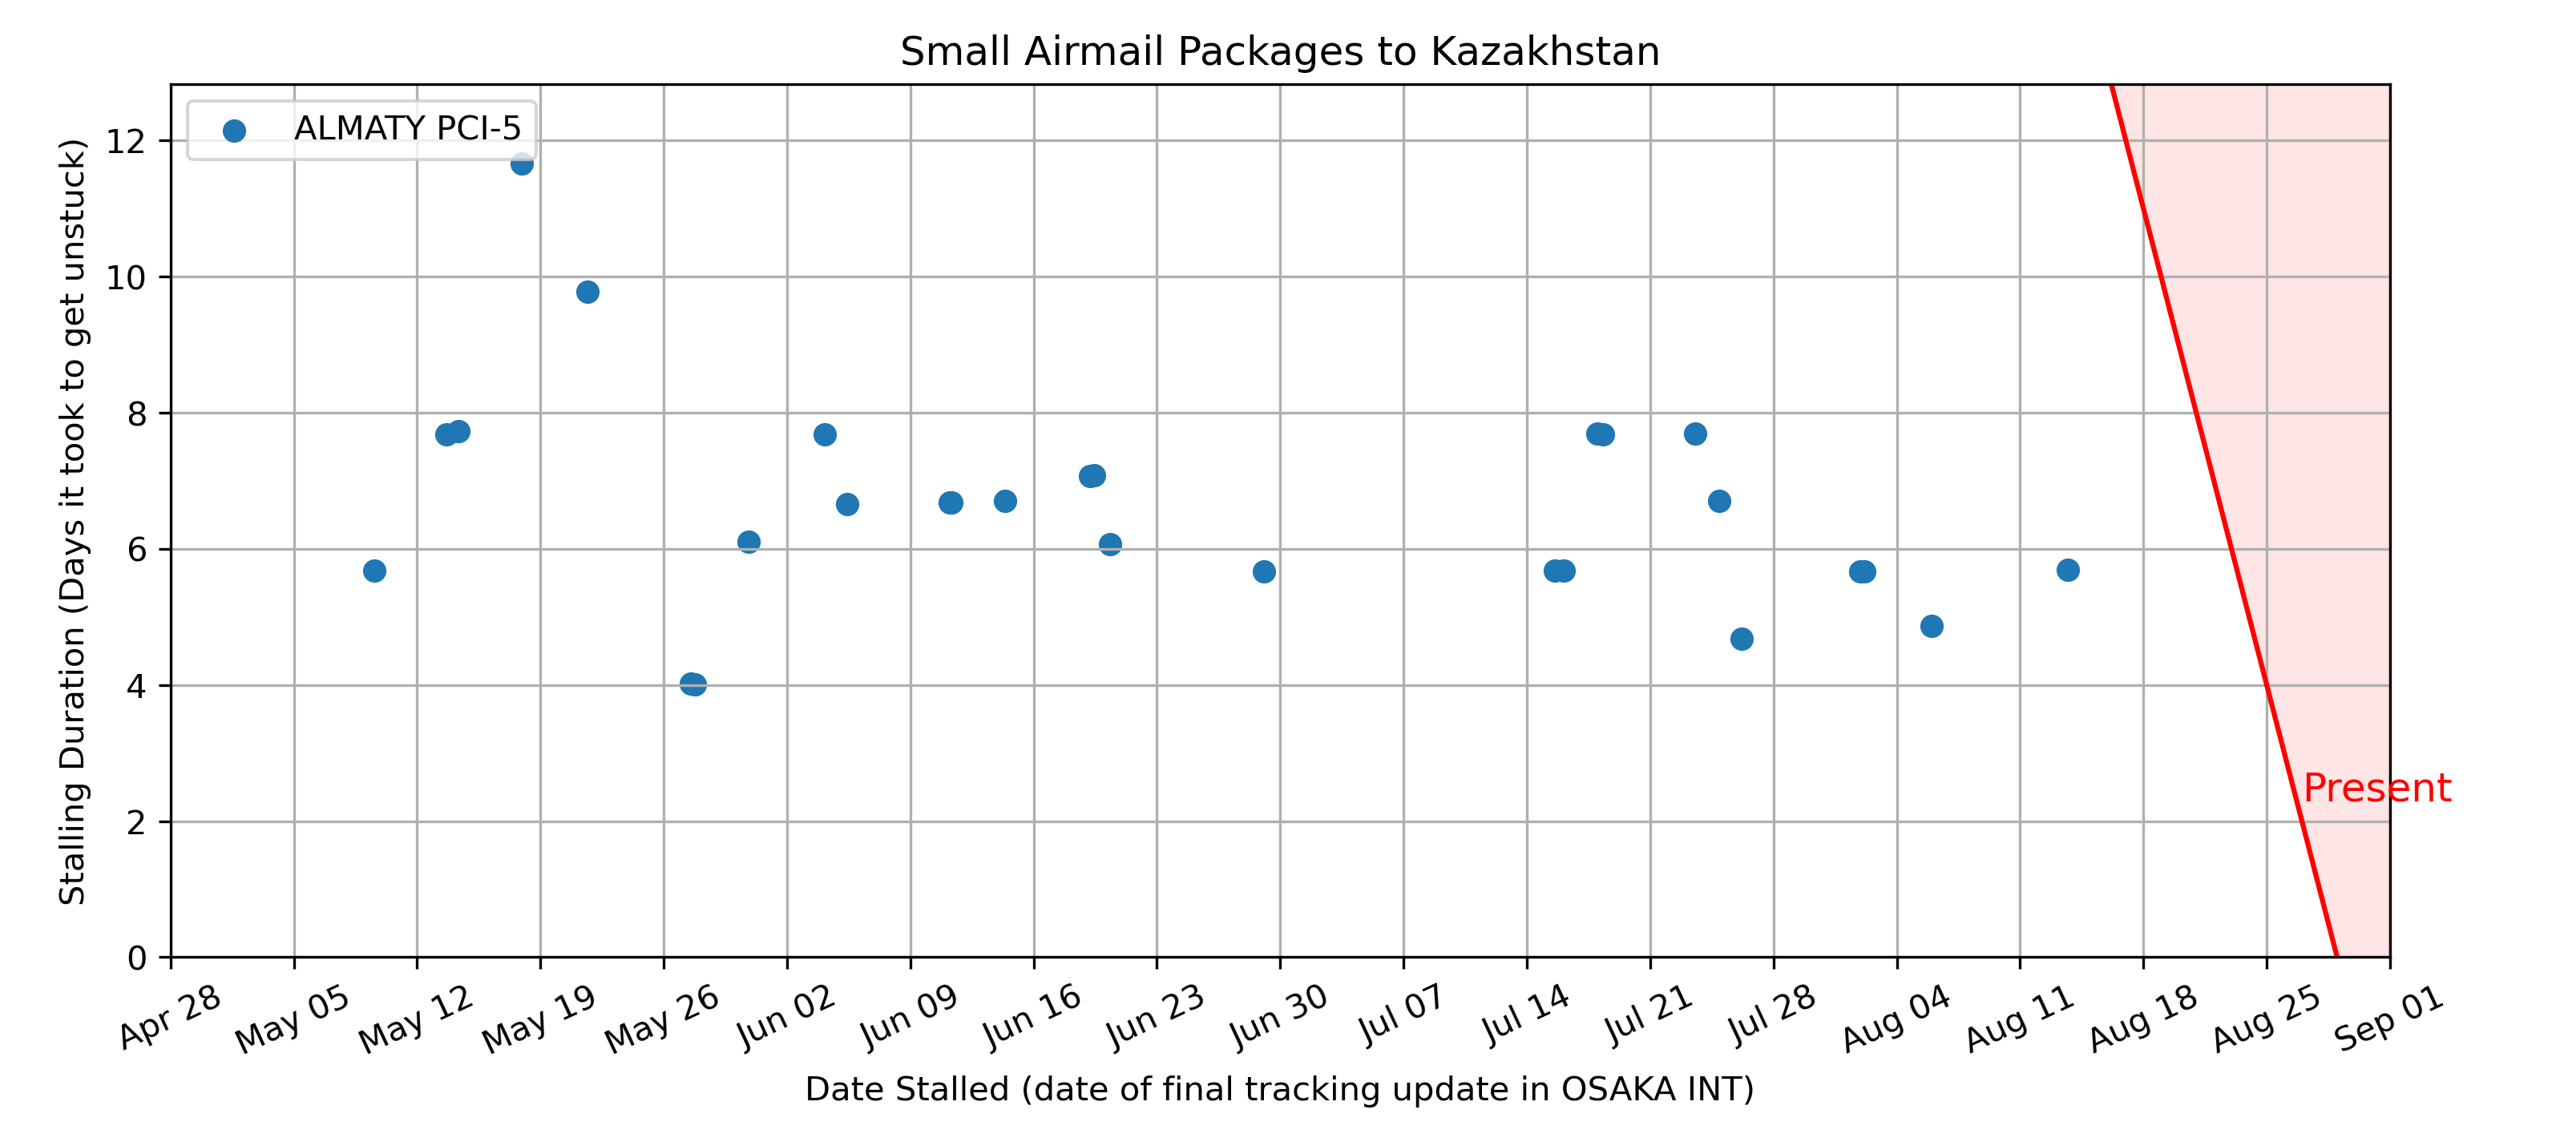 Small Airmail Packages to Kazakhstan
ALMATY PCI-5
Stalling Duration (Days it took to get unstuck)
12
10
8
6
4
2
0
Present
Apr 28
May 05
May 12
May 19
May 26
Jun 02
Jun 09
Jun 16
Jun 23
Jun 30
Jul 07
Jul 14
Jul 21
Jul 28
Aug 04
Aug 11
Aug 18
Aug 25
Sep 01
Date Stalled (date of final tracking update in OSAKA INT)